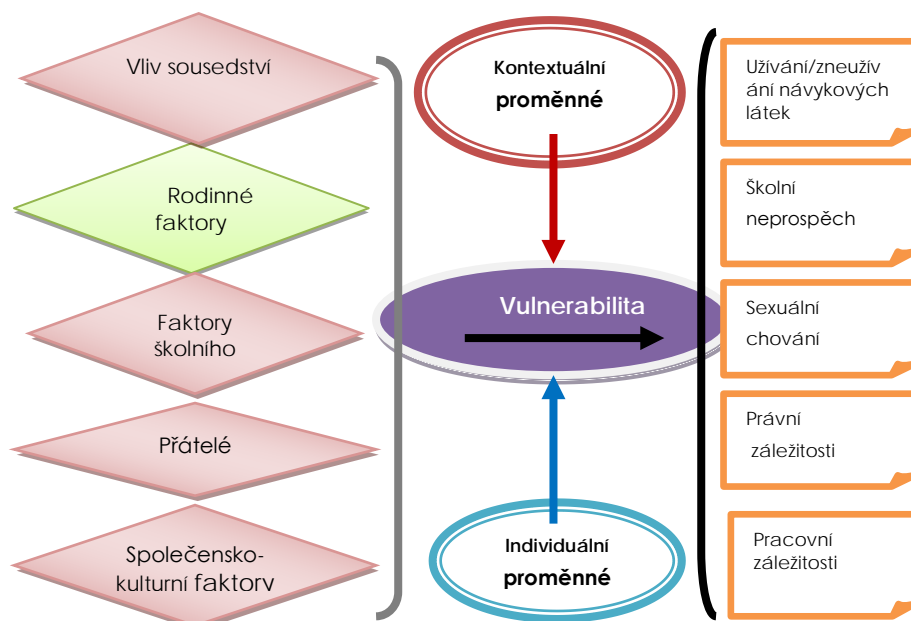 Vliv sousedství
Rodinné
faktory
Faktory
školního
Přátelé
Společensko-
kulturní faktory
Kontextuální
proměnné
Vulnerabilita
Individuální
proměnné
Užívání/zneužív
ání návykových
látek
Školní
neprospěch
Sexuální
chování
Právní
záležitosti
Pracovní
záležitosti